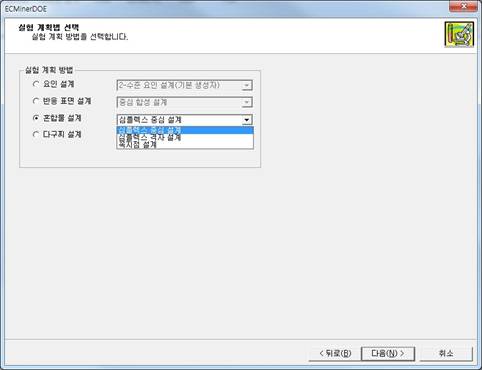 ECMinerDOE
실험 계획법 선택
실험 계획 방법을 선택합니다.
실험 계획 방법
요인 설계
2-수준 요인 설계(기본 생성자)
반응 표면 설계
중심 합성 설계
혼합물 설계
심플렉스 중심 설계
심플렉스 중심 설계
심플렉스 격자 설계
꼭지점 설계
다구찌 설계
< 뒤로(B)
다음(N) >
취소